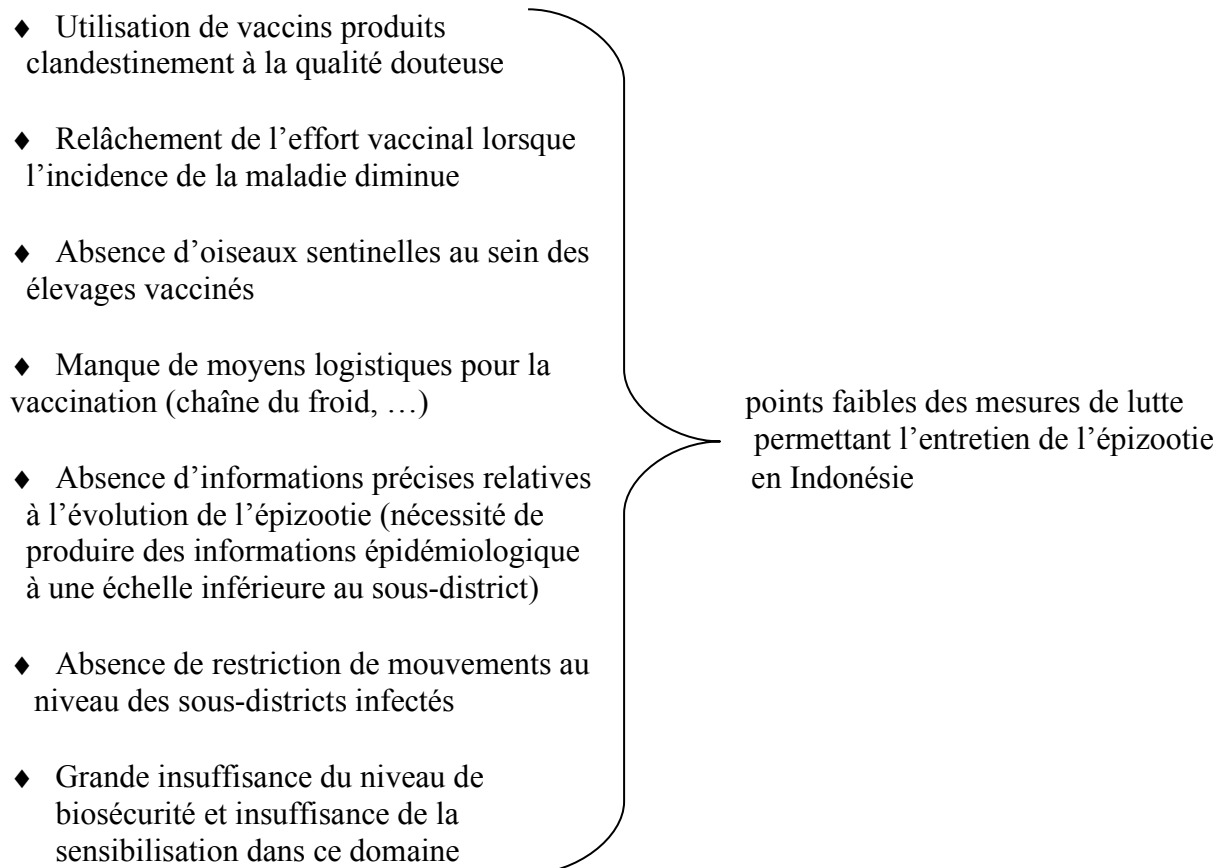 ♦ Utilisation de vaccins produits
clandestinement à la qualité douteuse
♦ Relâchement de l’effort vaccinal lorsque
l’incidence de la maladie diminue
♦ Absence d’oiseaux sentinelles au sein des
élevages vaccinés
♦ Manque de moyens logistiques pour la
vaccination (chaîne du froid, …)
♦ Absence d’informations précises relatives
à l’évolution de l’épizootie (nécessité de
produire des informations épidémiologique
à une échelle inférieure au sous-district)
♦ Absence de restriction de mouvements au
niveau des sous-districts infectés
♦ Grande insuffisance du niveau de
biosécurité et insuffisance de la
sensibilisation dans ce domaine
points faibles des mesures de lutte
permettant l’entretien de l’épizootie
en Indonésie